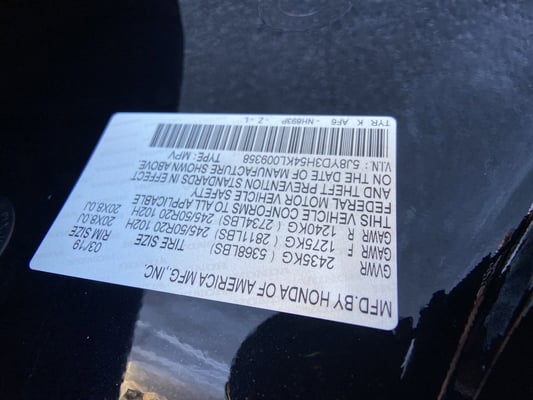 MFD.BY HONDA OF AMERICA MFG.,INC. 03/19
GVWR TIRE SIZE RIM SIZE
2435KG (5368LBS)
GAWR F 1275KG (2811LBS) 245/50R20 102H 20X8.0J
GAWR R 1240KG (2734LBS) 245/50R20 102H 20X8.0J
THIS VEHICLE CONFORMS TO ALL APPLICABLE
FEDERAL MOTOR VEHICLE SAFETY
AND THEFT PREVENTION STANDARDS IN EFFECT
ON THE DATE OF MANUFACTURE SHOWN ABOVE
VIN: 5J8YD3H54KL009358 TYPE: MPV
TYR K AF6 -NH893P -Z -L